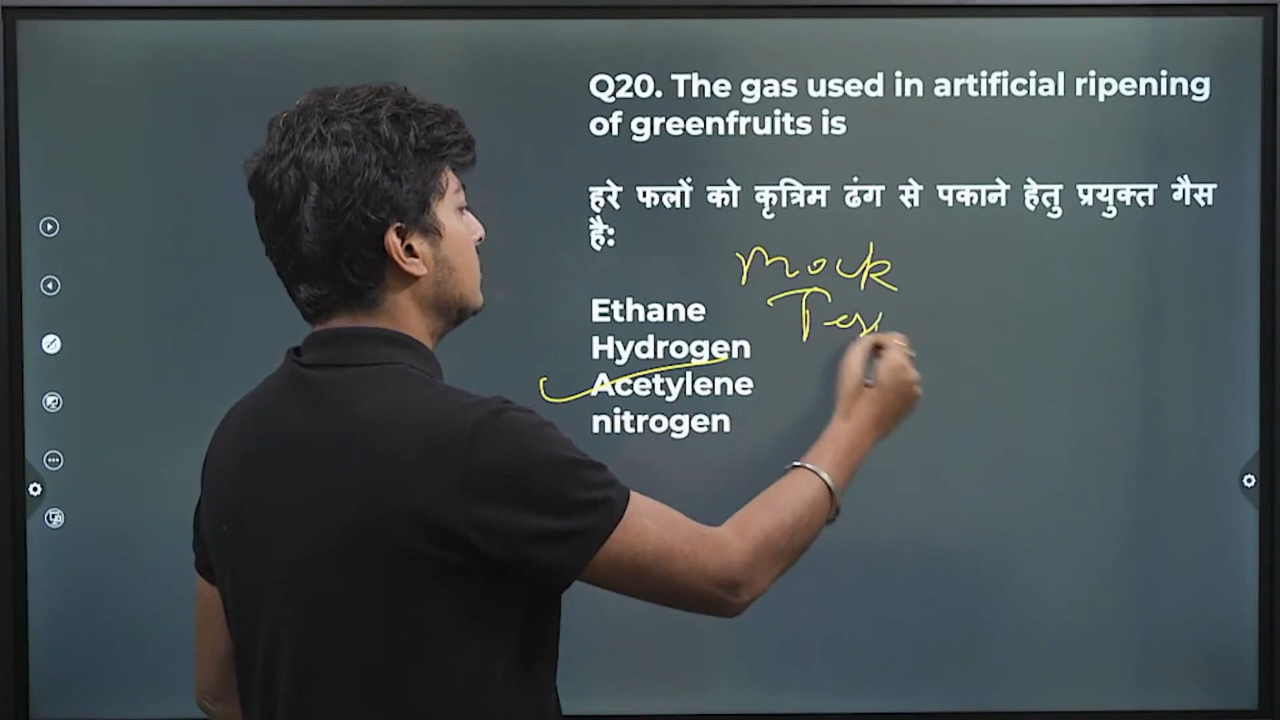 Q20. The gas used in artificial ripening
of greenfruits is
हरे फलों को कृत्रिम ढंग से पकाने हेतु प्रयुक्त गैस
है:
Mock
Tes
Ethane
Hydrogen
Acetylene
nitrogen